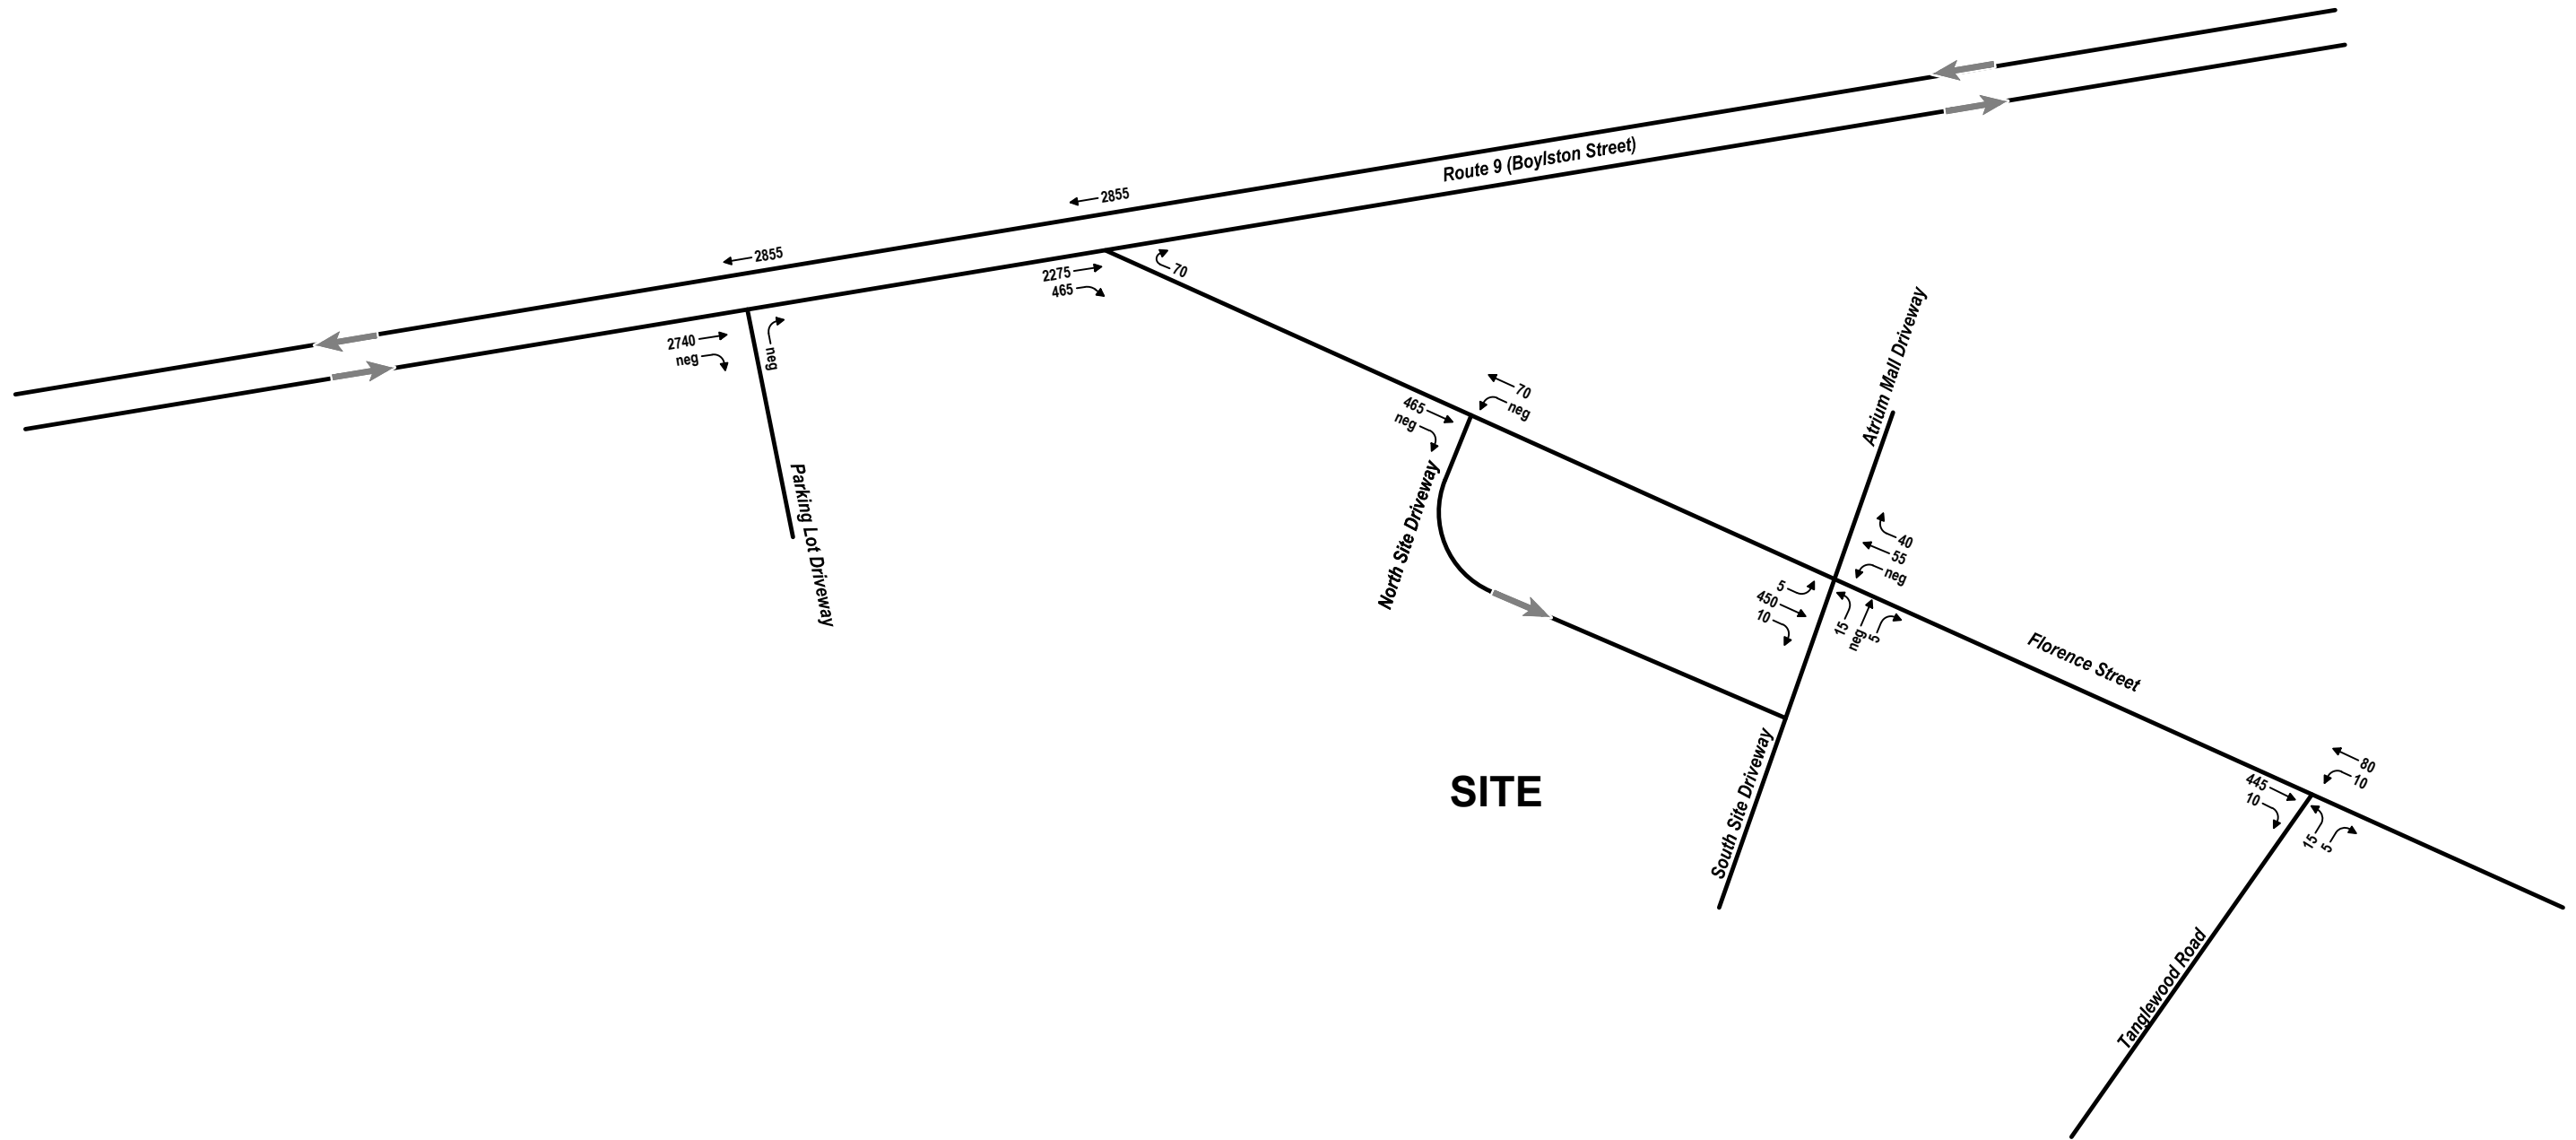 Route 9 (Boylston Street)
2855
2855
2275
465
70
2740
neg
neg
Parking Lot Driveway
70
neg
465
neg
North Site Driveway
Atrium Mall Driveway
40
55
neg
5
450
10
15
neg
5
Florence Street
South Site Driveway
SITE
80
10
445
10
15
5
Tanglewood Road